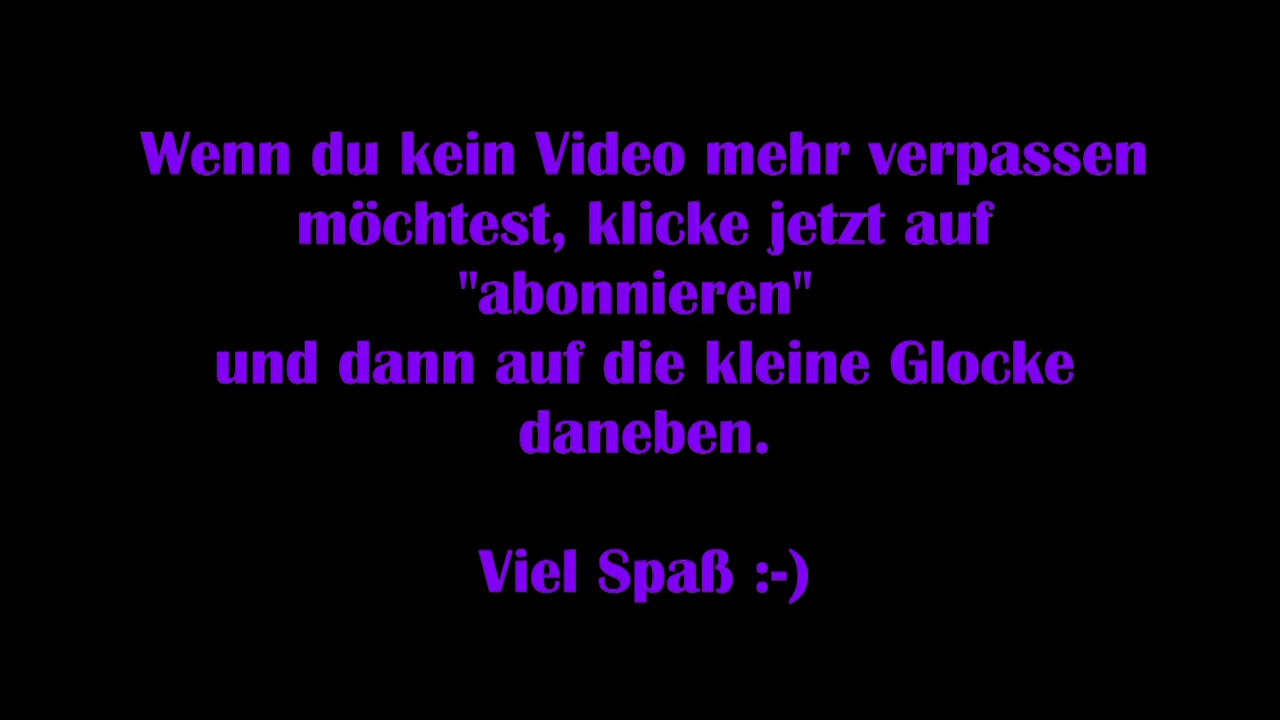 Wenn du kein Video mehr verpassen
möchtest, klicke jetzt auf
"abonnieren"
und dann auf die kleine Glocke
daneben.
Viel Spaß :-)